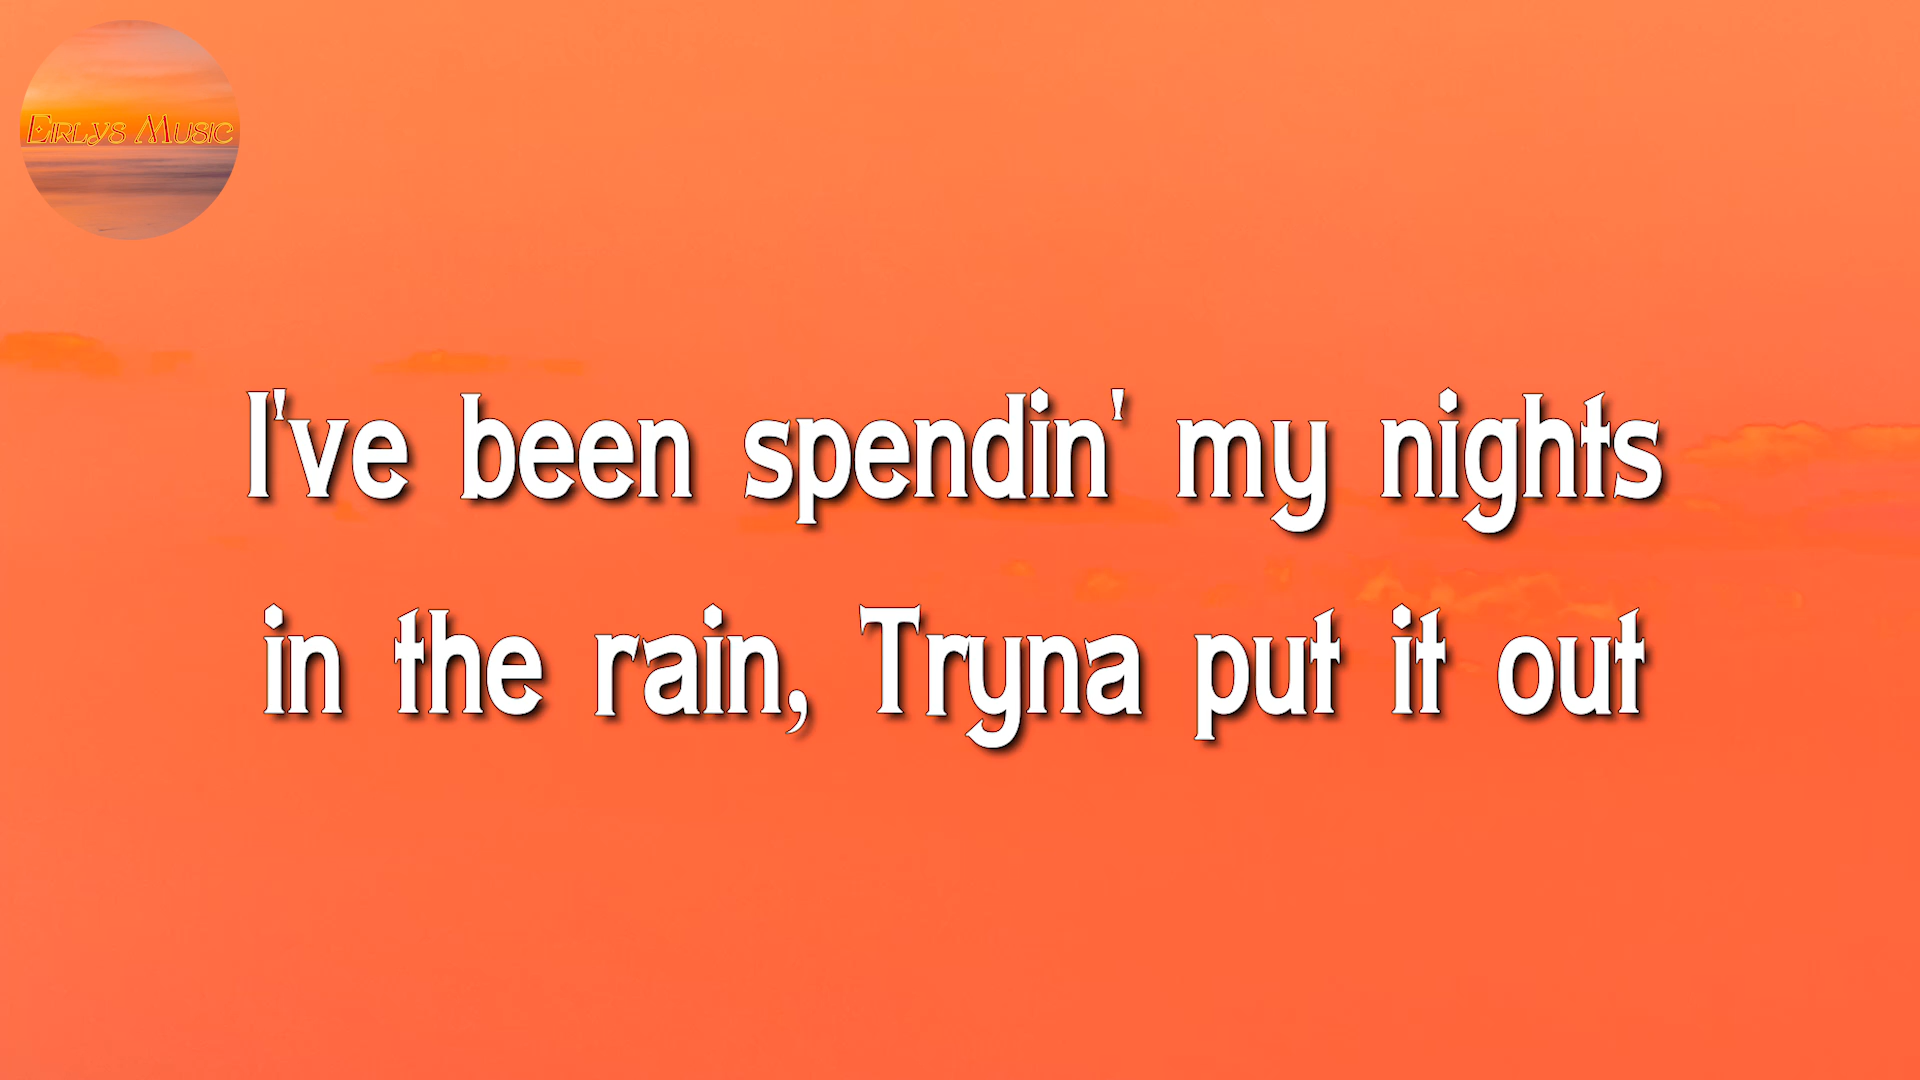 Eirlys Music
I've been spendin' my nights
in the rain, Tryna put it out